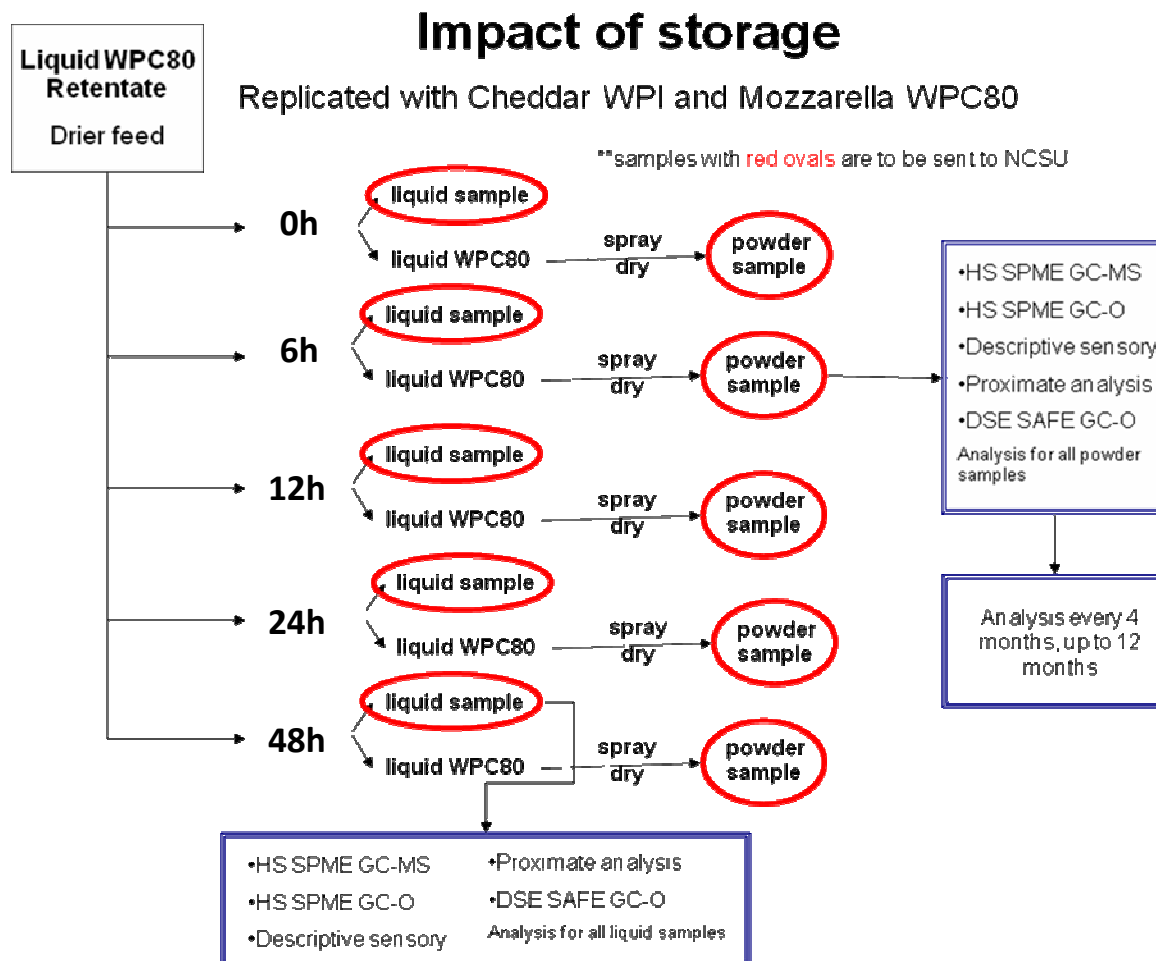 Impact of storage
Liquid WPC80
Retentate
Drier feed
Replicated with Cheddar WPI and Mozzarella WPC80
**samples with red ovals are to be sent to NCSU
0h
liquid sample
liquid WPC80
spray
dry
powder
sample
6h
liquid sample
liquid WPC80
spray
dry
powder
sample
12h
liquid sample
liquid WPC80
spray
dry
powder
sample
24h
liquid sample
liquid WPC80
spray
dry
powder
sample
48h
liquid sample
liquid WPC80
spray
dry
powder
sample
•HS SPME GC-MS
•HS SPME GC-O
•Descriptive sensory
•Proximate analysis
•DSE SAFE GC-O
Analysis for all powder
samples
Analysis every 4
months, up to 12
months
•HS SPME GC-MS
•HS SPME GC-O
•Descriptive sensory
•Proximate analysis
•DSE SAFE GC-O
Analysis for all liquid samples